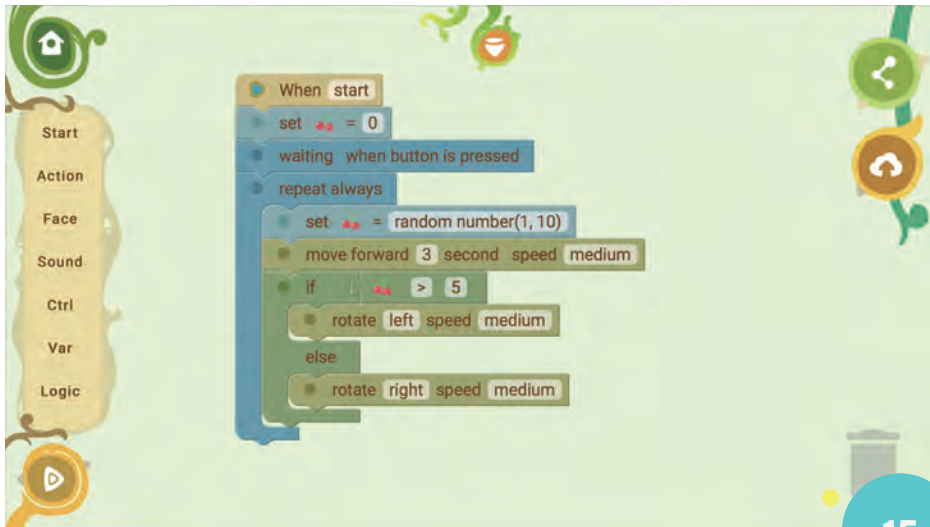 Start
Action
Face
Sound
Ctrl
Var
Logic
When start
set = 0
waiting when button is pressed
repeat always
set = random number(1, 10)
move forward 3 second speed medium
if > 5
rotate left speed medium
else
rotate right speed medium
15